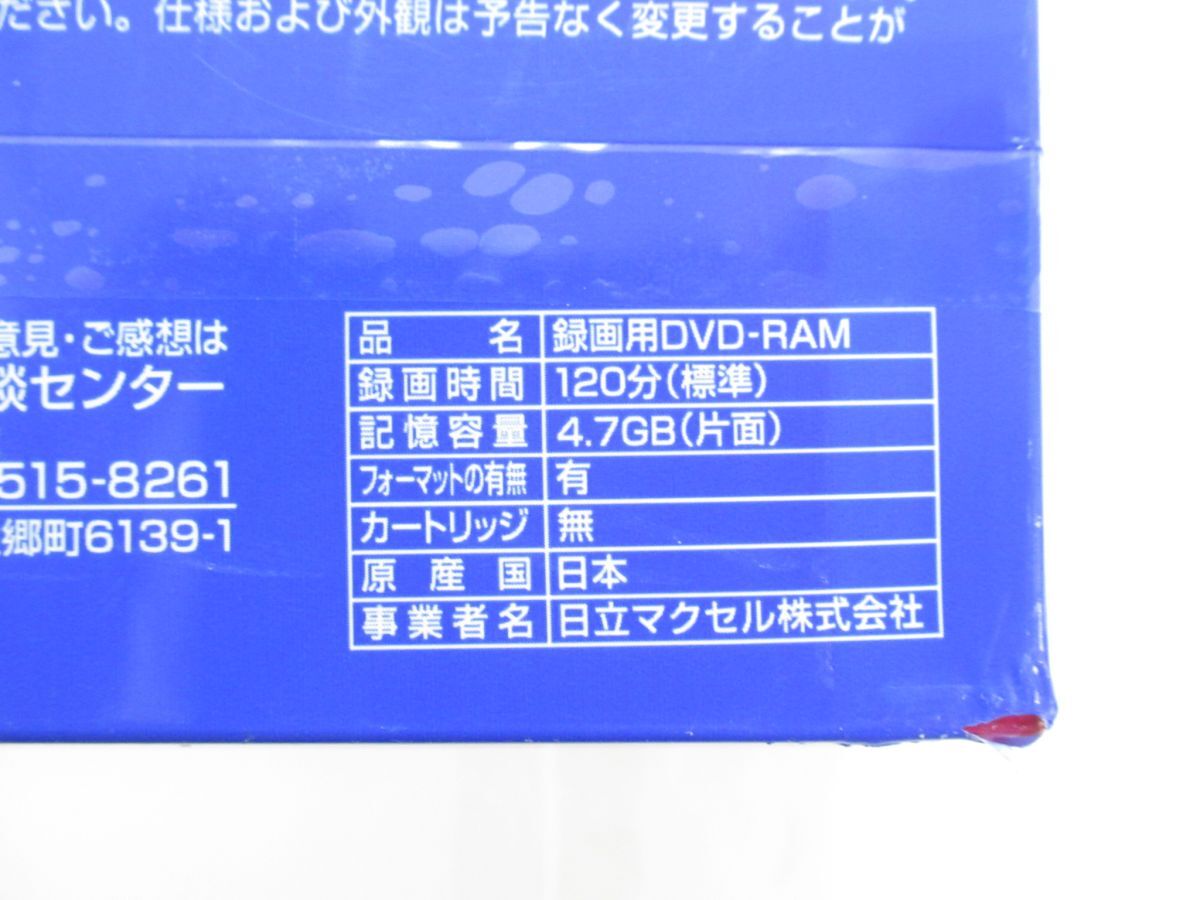 ださい。仕様および外観は予告なく変更することが
意見・ご感想は
談センター
515-8261
郷町6139-1
品名 録画用DVD-RAM
録画時間 120分(標準)
記憶容量 4.7GB(片面)
フォーマットの有無 有
カートリッジ 無
原産国 日本
事業者名 日立マクセル株式会社